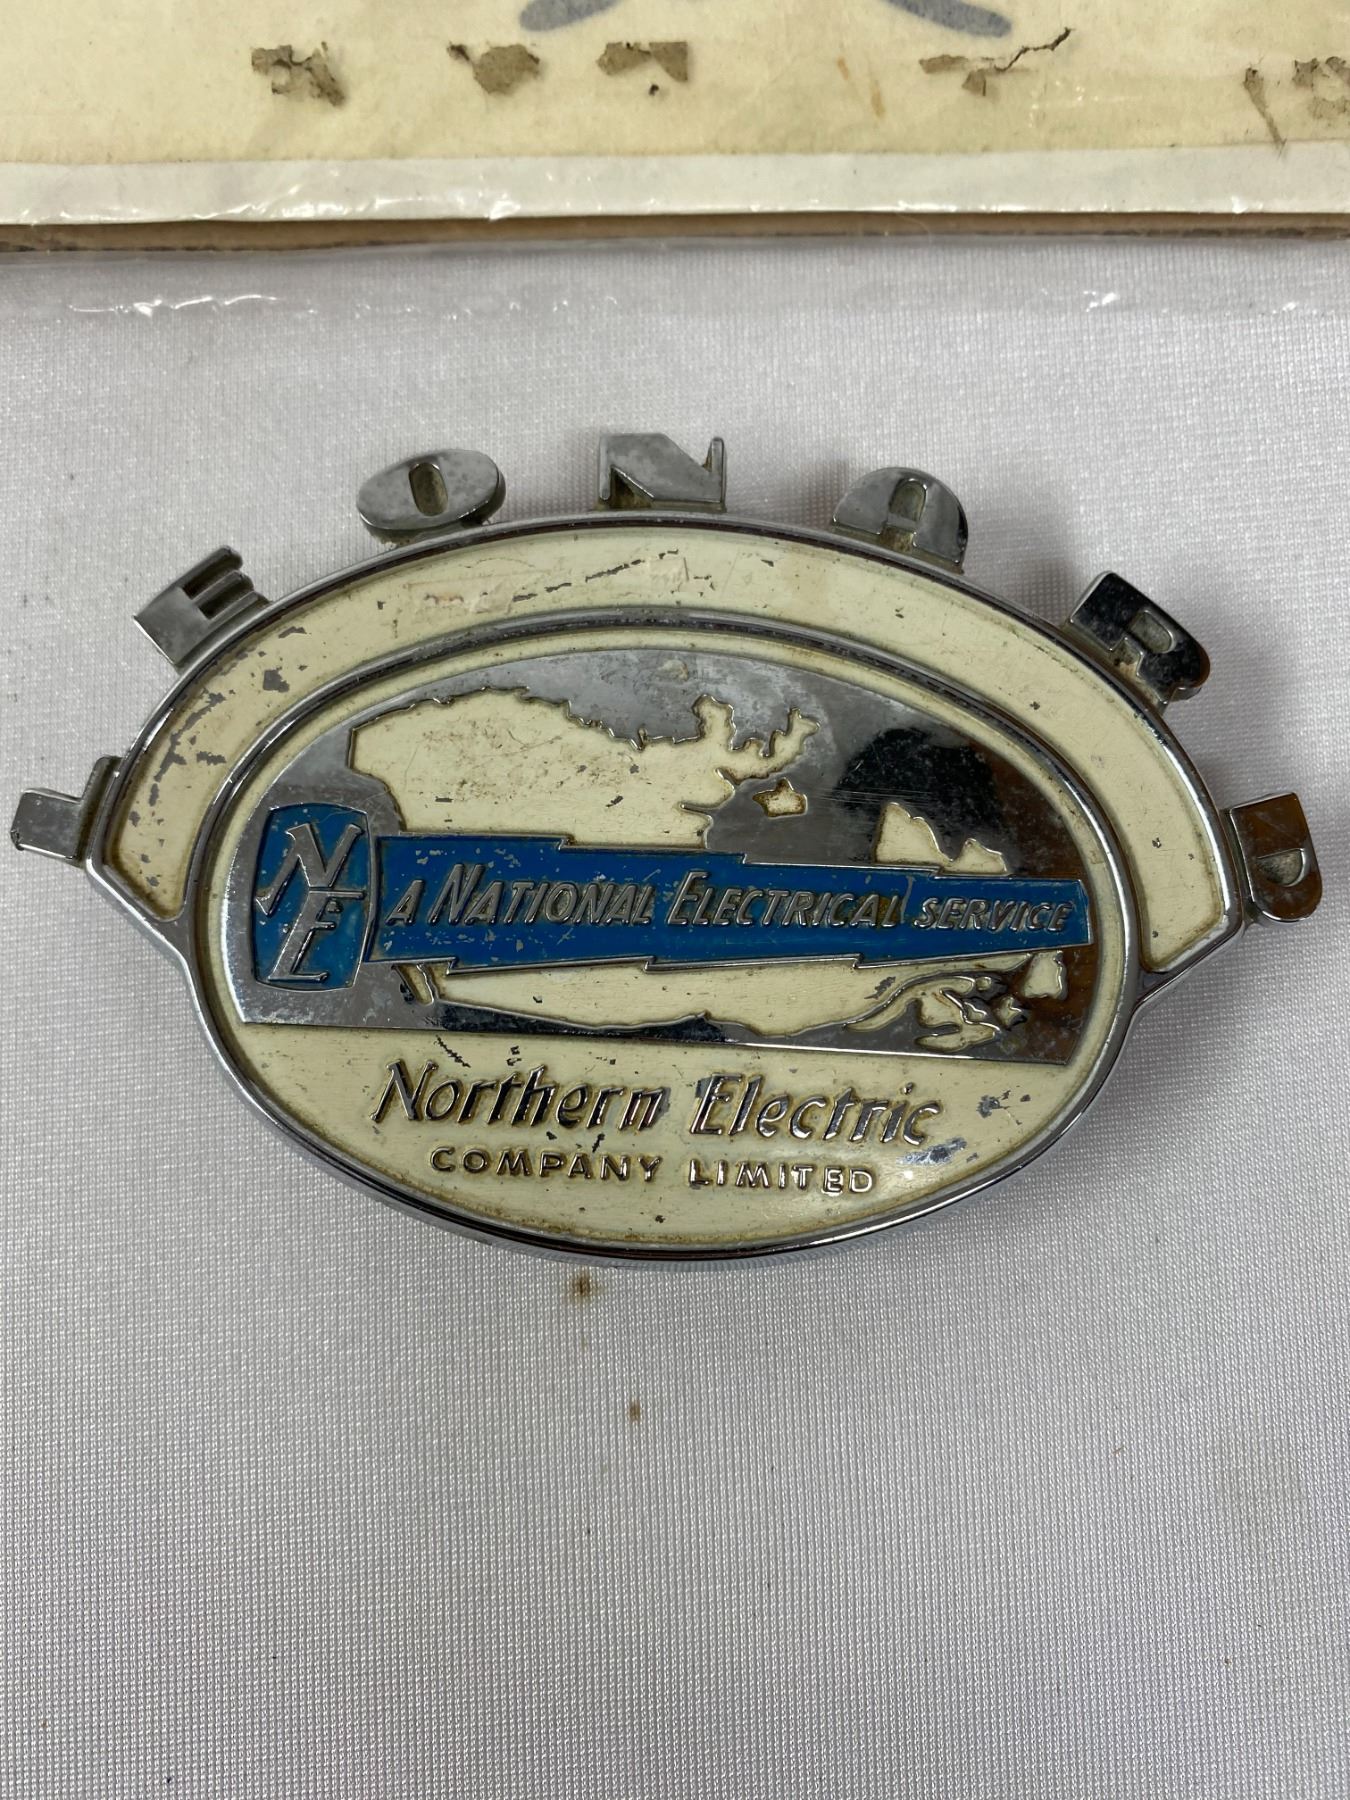 LEONARD
NE
A NATIONAL ELECTRICAL SERVICE
Northern Electric
COMPANY LIMITED